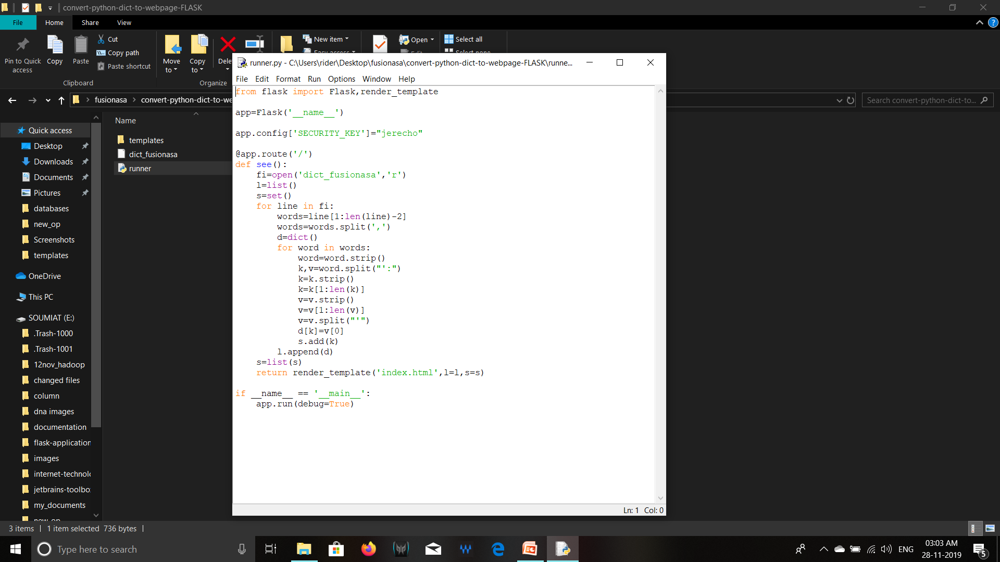 convert-python-dict-to-webpage-FLASK
File
Home
Share
View
Pin to Quick access
Copy
Paste
Cut
Copy path
Paste shortcut
Clipboard
Move to
Copy to
Organize
New item
Open
Select all
fusionasa
convert-python-dict-to-we
Search convert-python-dict-to...
Quick access
Desktop
Downloads
Documents
Pictures
databases
new_op
Screenshots
templates
OneDrive
This PC
SOUMIAT (E:)
.Trash-1000
.Trash-1001
12nov_hadoop
changed files
column
dna images
documentation
flask-application
images
internet-technolo
jetbrains-toolbo
my_documents
new_op
Name
templates
dict_fusionasa
runner
runner.py - C:\Users\rider\Desktop\fusionasa\convert-python-dict-to-webpage-FLASK\runne...
File Edit Format Run Options Window Help
from flask import Flask,render_template
app=Flask('__name__')
app.config['SECURITY_KEY']="jerecho"
@app.route('/')
def see():
    fi=open('dict_fusionasa','r')
    l=list()
    s=set()
    for line in fi:
        words=line[1:len(line)-2]
        words=words.split(',')
        d=dict()
        for word in words:
            word=word.strip()
            k,v=word.split("':")
            k=k.strip()
            k=k[1:len(k)]
            v=v.strip()
            v=v[1:len(v)]
            v=v.split("'")
            d[k]=v[0]
            s.add(k)
        l.append(d)
    s=list(s)
    return render_template('index.html',l=l,s=s)
if __name__ == '__main__':
    app.run(debug=True)
Ln: 1 Col: 0
3 items
1 item selected 736 bytes
Type here to search
ENG
03:03 AM
28-11-2019
5